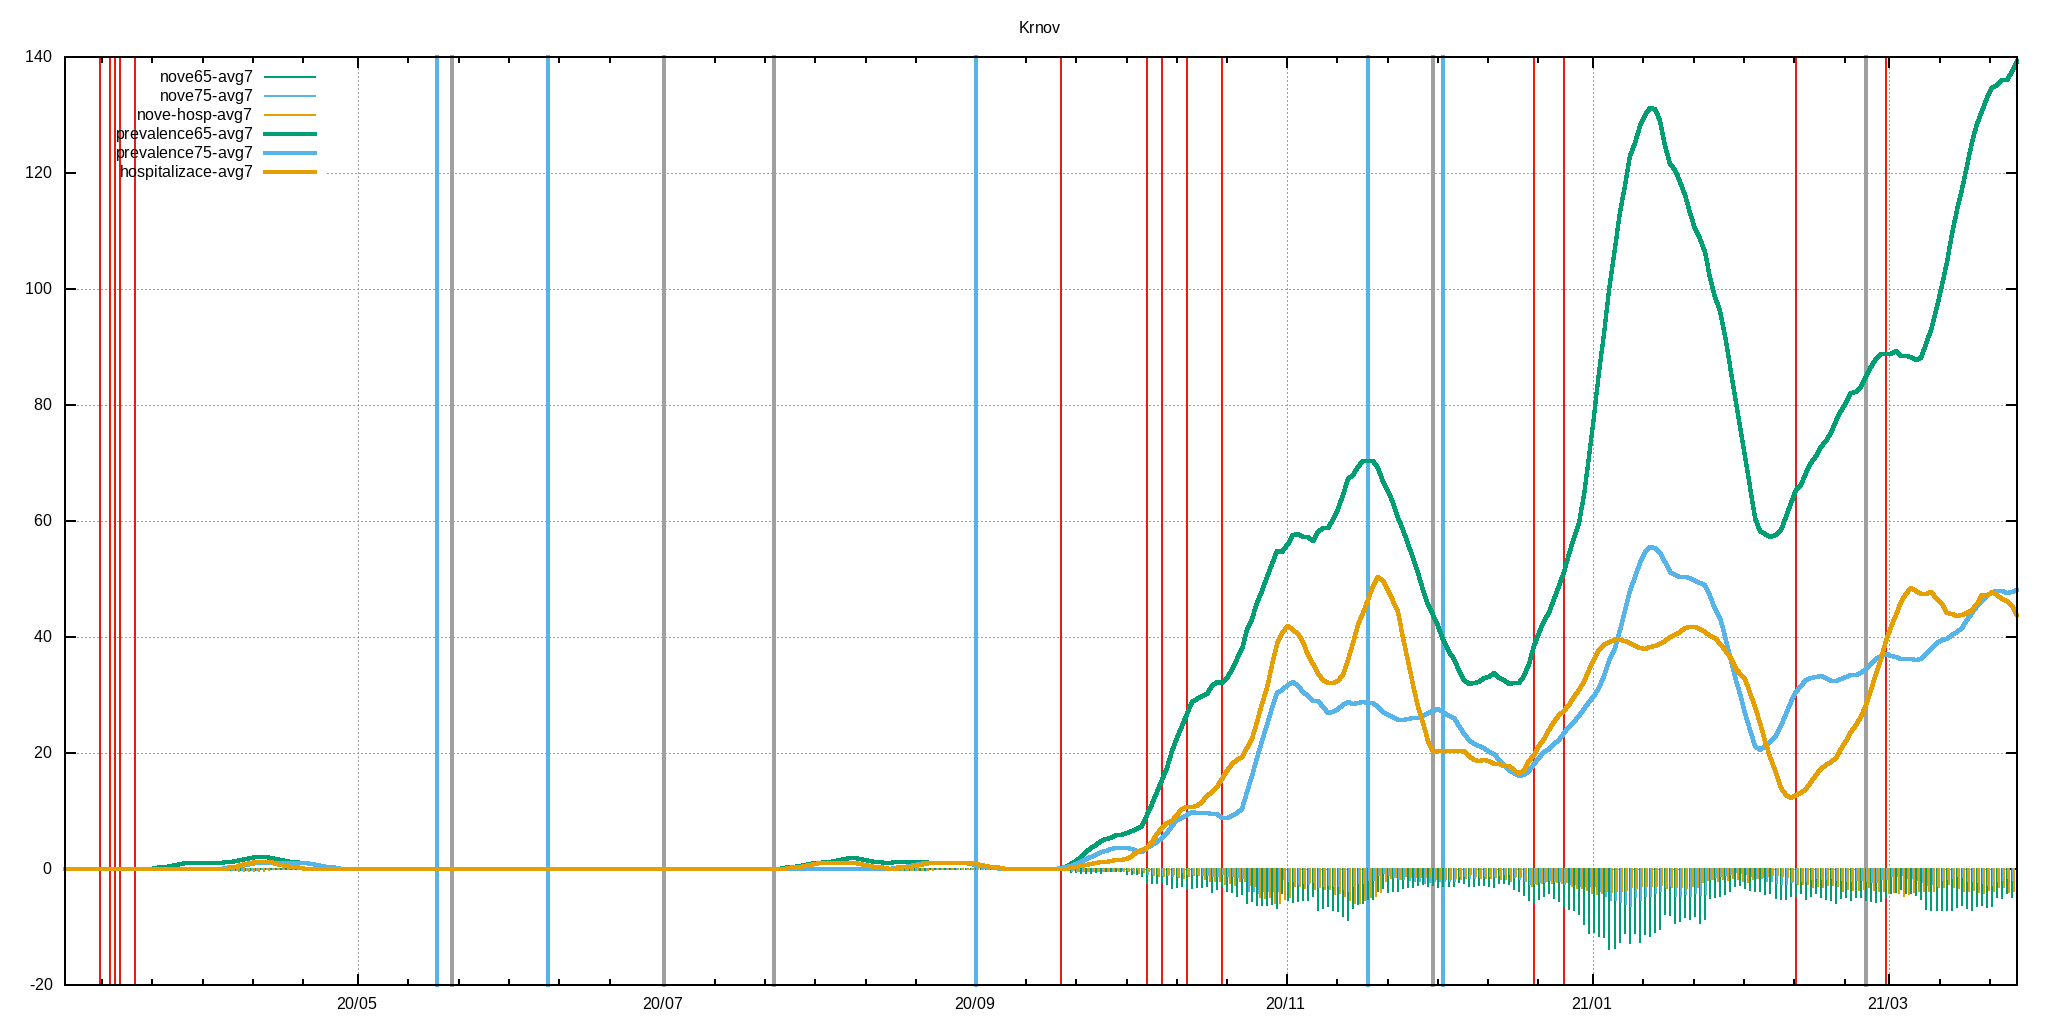 Krnov
140
120
100
80
60
40
20
0
-20
nove65-avg7
nove75-avg7
nove-hosp-avg7
prevalence65-avg7
prevalence75-avg7
hospitalizace-avg7
20/05 20/07 20/09 20/11 21/01 21/03